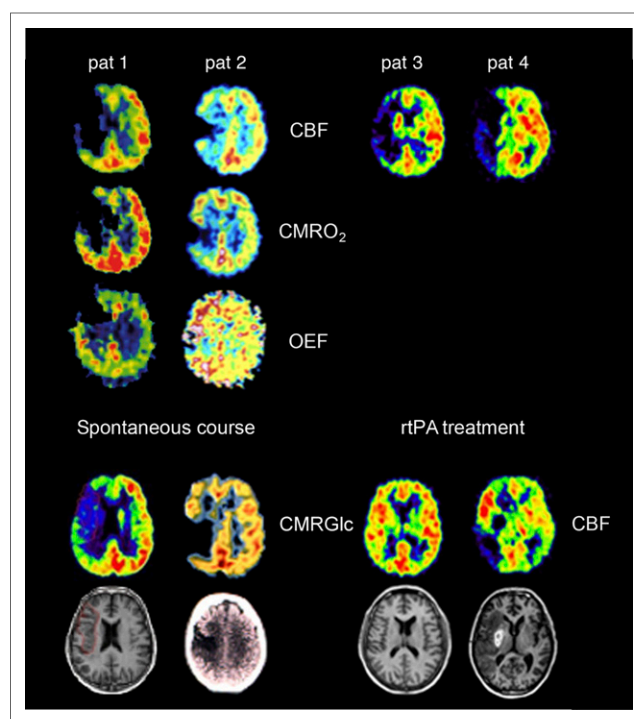 pat 1 pat 2 pat 3 pat 4
CBF
CMRO₂
OEF
Spontaneous course rtPA treatment
CMRGlc CBF